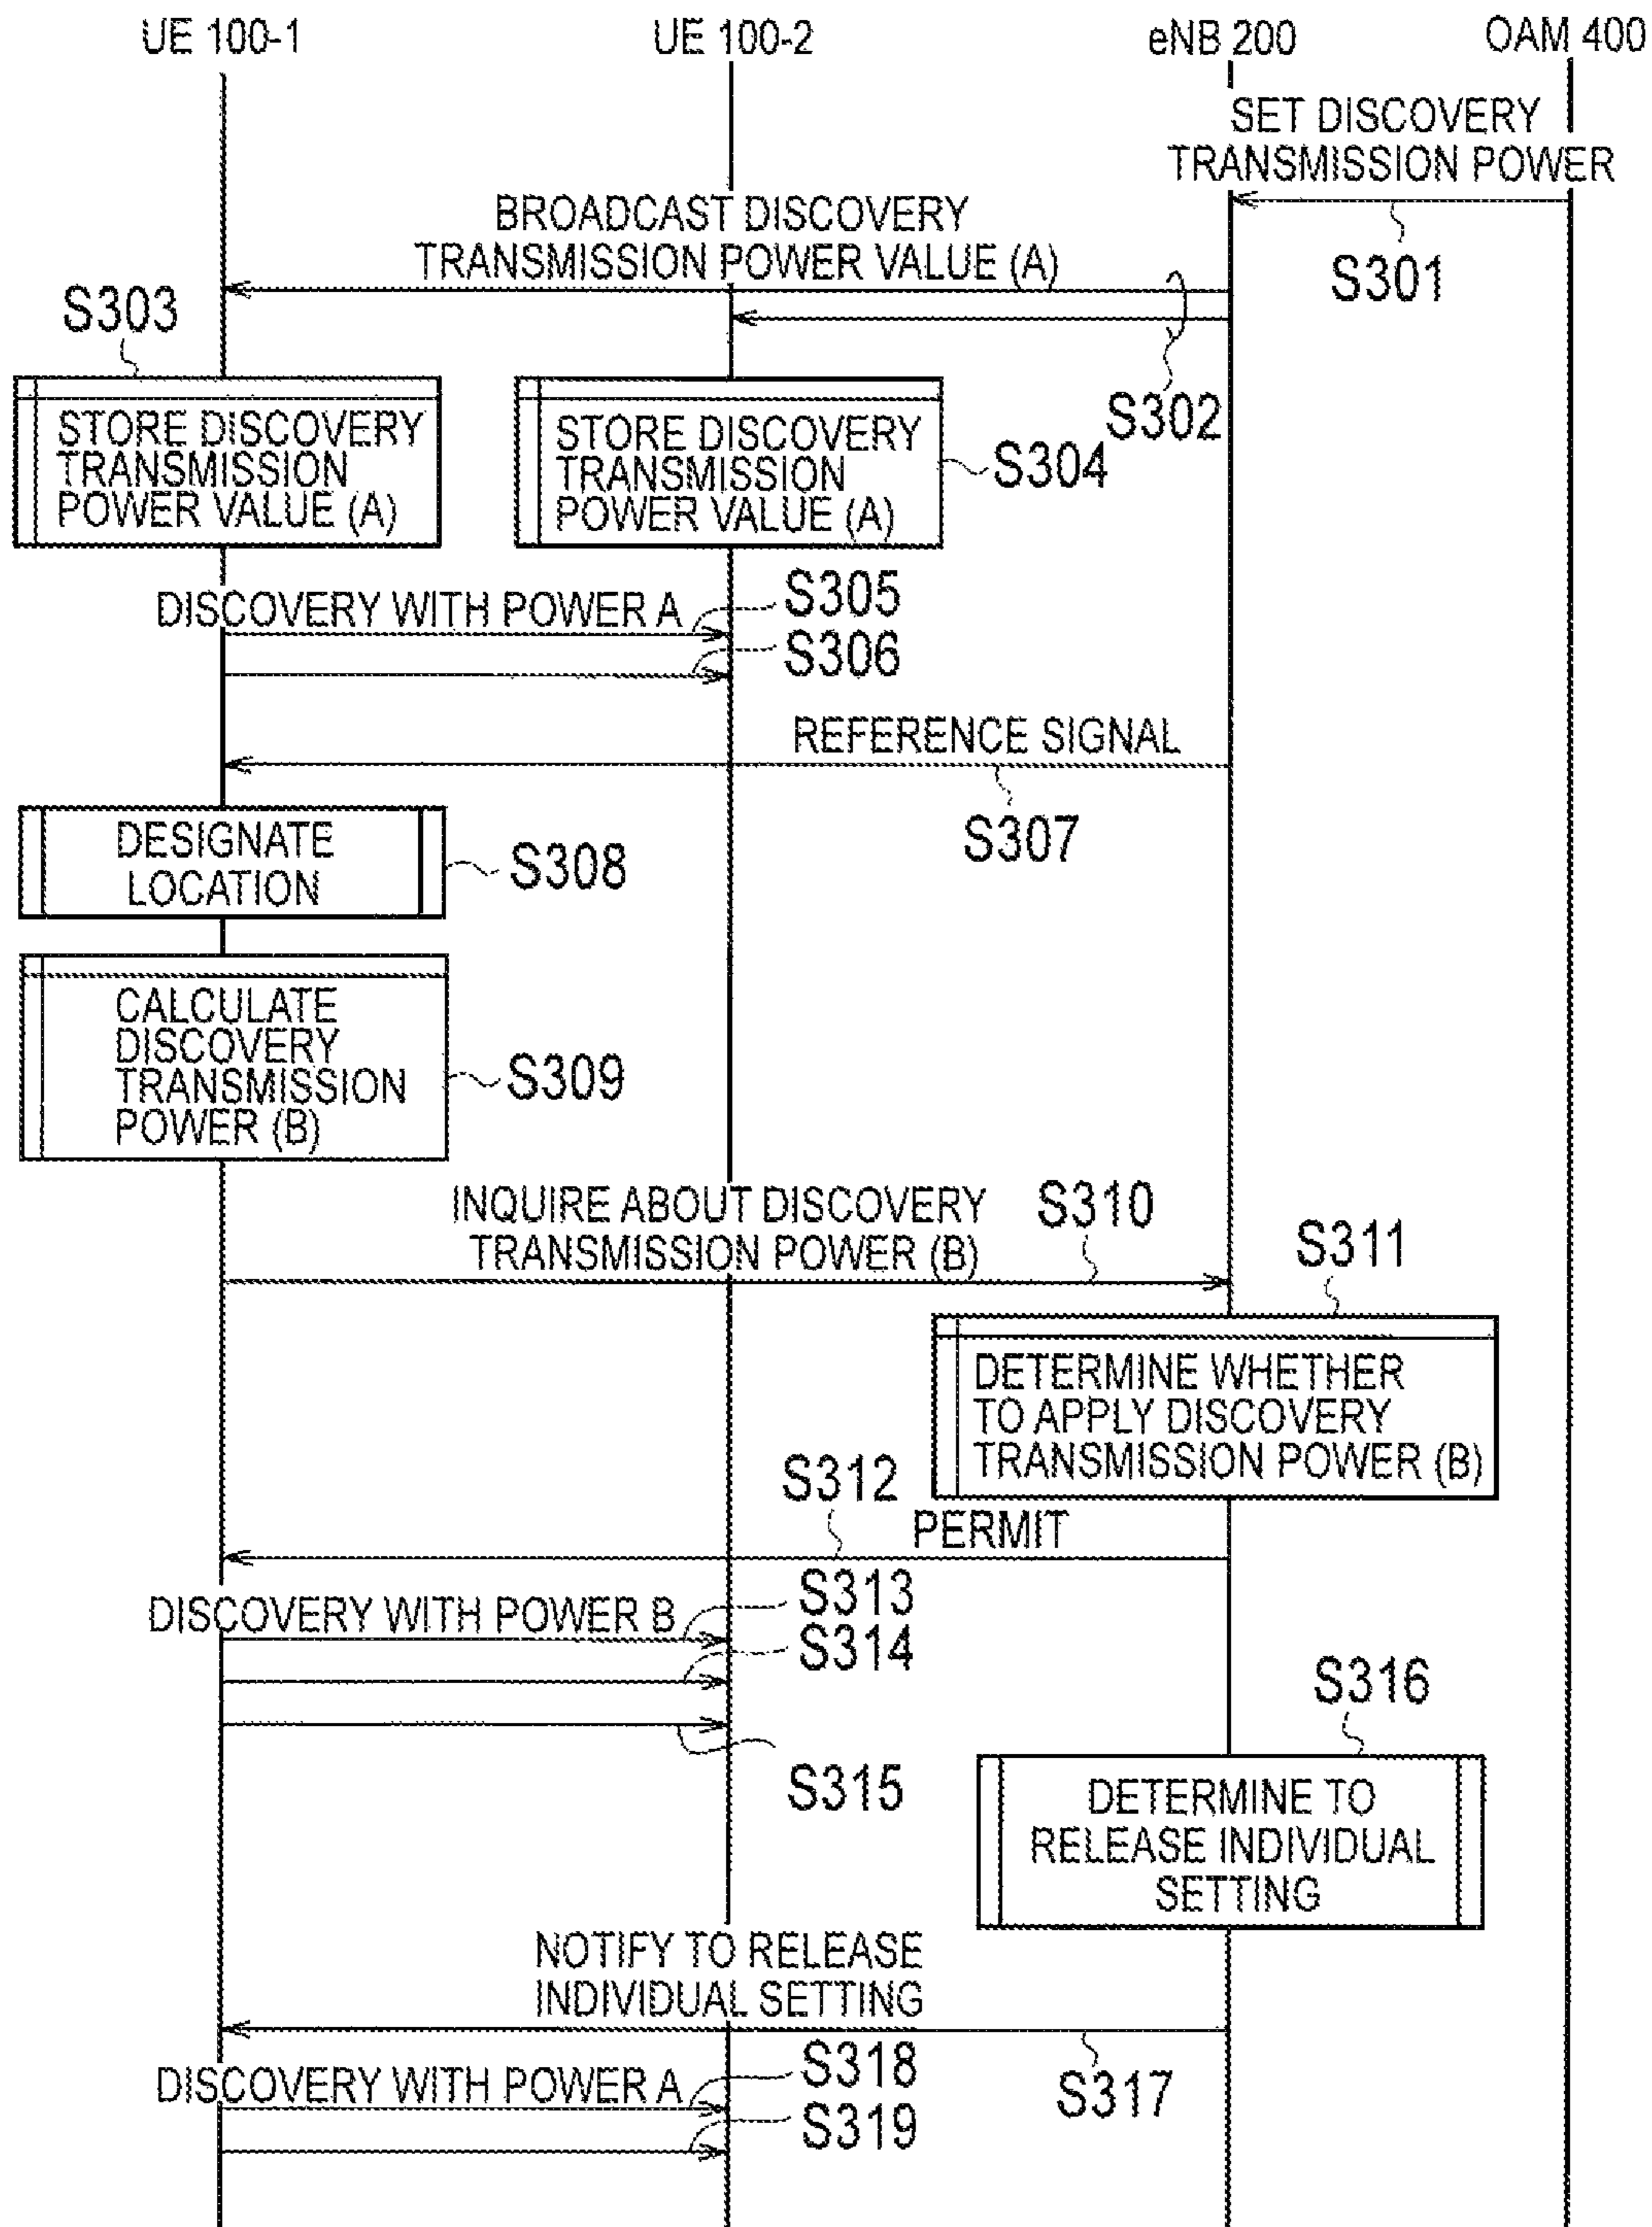 UE 100-1
UE 100-2
eNB 200
OAM 400
SET DISCOVERY
TRANSMISSION POWER
S301
BROADCAST DISCOVERY
TRANSMISSION POWER VALUE (A)
S302
S303
STORE DISCOVERY
TRANSMISSION
POWER VALUE (A)
STORE DISCOVERY
TRANSMISSION
POWER VALUE (A)
S304
DISCOVERY WITH POWER A
S305
S306
REFERENCE SIGNAL
S307
DESIGNATE
LOCATION
S308
CALCULATE
DISCOVERY
TRANSMISSION
POWER (B)
S309
INQUIRE ABOUT DISCOVERY
TRANSMISSION POWER (B)
S310
S311
DETERMINE WHETHER
TO APPLY DISCOVERY
TRANSMISSION POWER (B)
S312
PERMIT
DISCOVERY WITH POWER B
S313
S314
S315
S316
DETERMINE TO
RELEASE INDIVIDUAL
SETTING
NOTIFY TO RELEASE
INDIVIDUAL SETTING
S317
DISCOVERY WITH POWER A
S318
S319